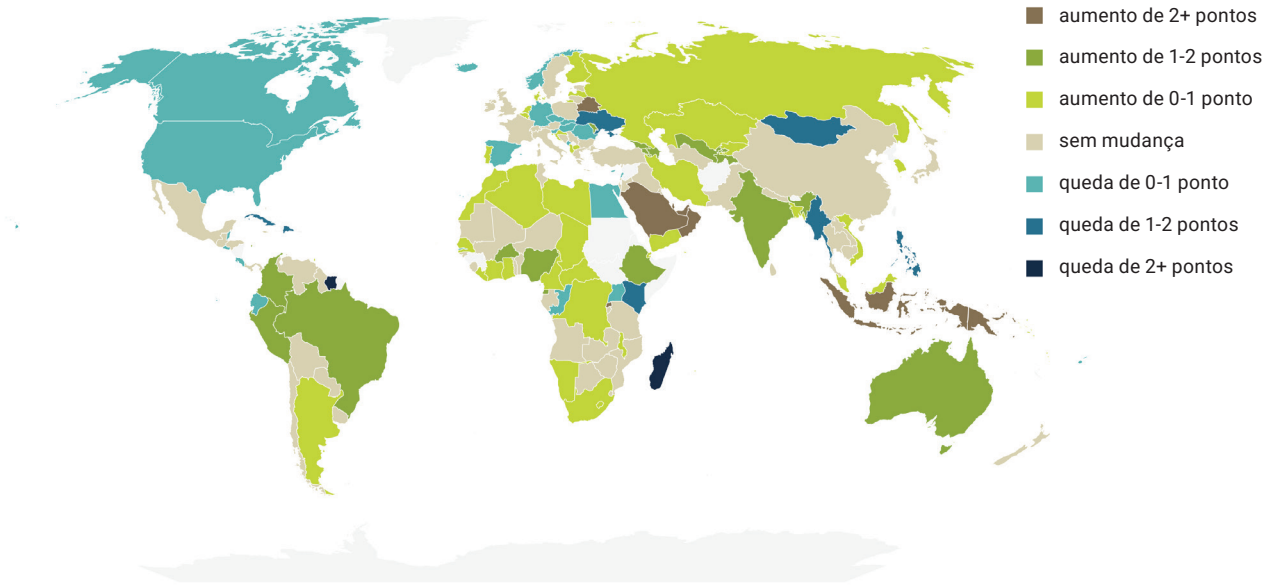 aumento de 2+ pontos
aumento de 1-2 pontos
aumento de 0-1 ponto
sem mudança
queda de 0-1 ponto
queda de 1-2 pontos
queda de 2+ pontos